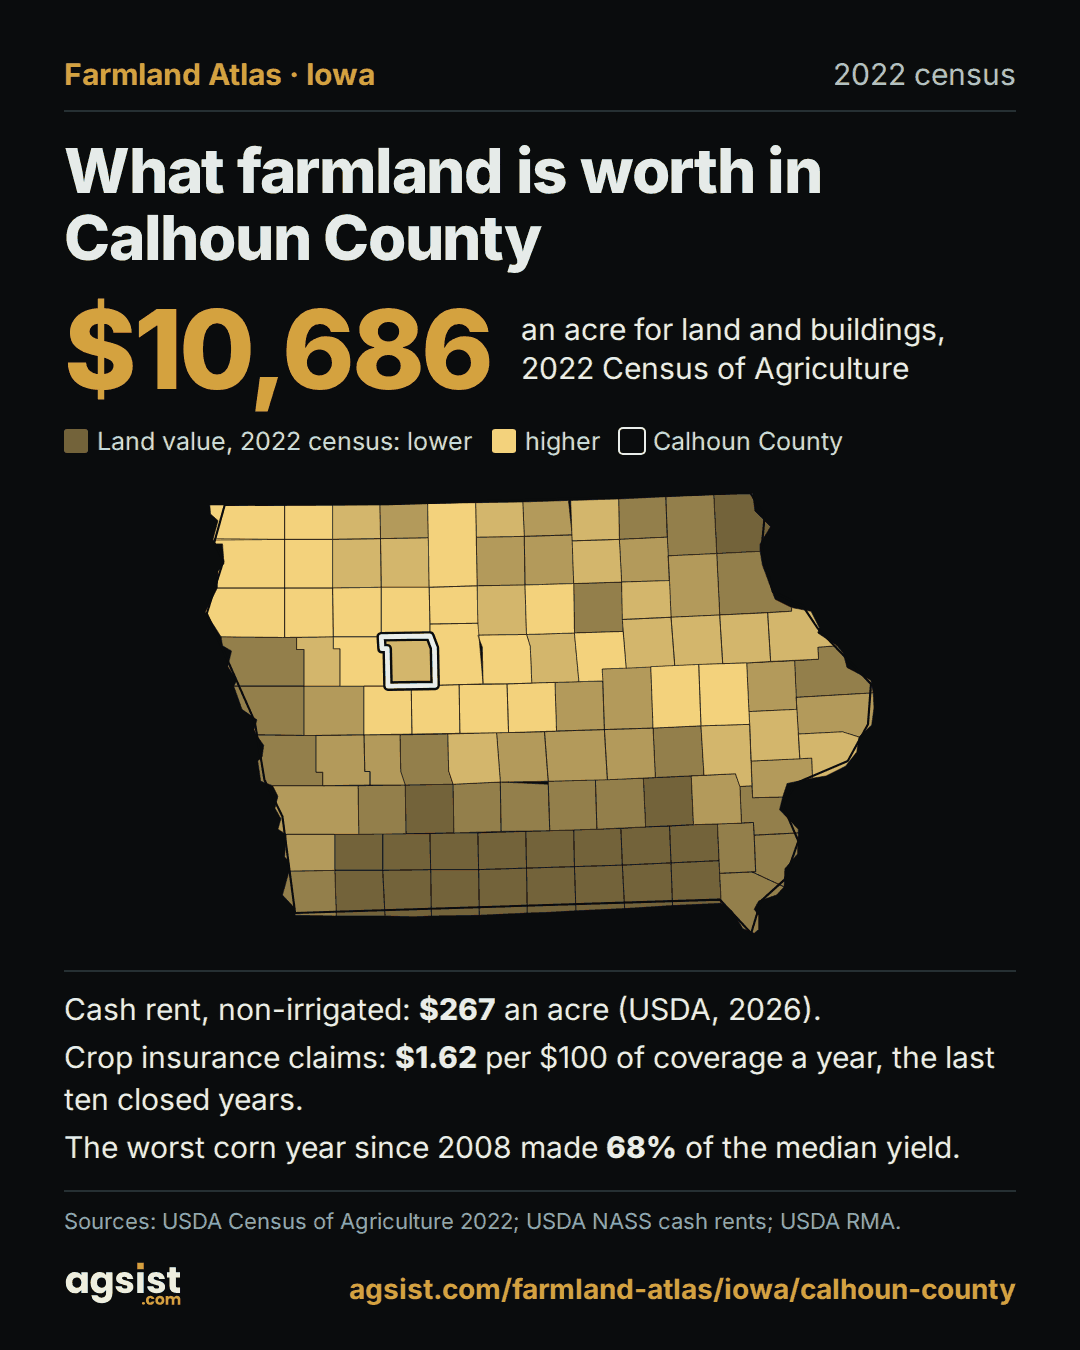 Farmland Atlas · Iowa
2022 census
What farmland is worth in
Calhoun County
$10,686
an acre for land and buildings,
2022 Census of Agriculture
Land value, 2022 census: lower
higher
Calhoun County
Cash rent, non-irrigated: $267 an acre (USDA, 2026).
Crop insurance claims: $1.62 per $100 of coverage a year, the last
ten closed years.
The worst corn year since 2008 made 68% of the median yield.
Sources: USDA Census of Agriculture 2022; USDA NASS cash rents; USDA RMA.
agsist
.com
agsist.com/farmland-atlas/iowa/calhoun-county